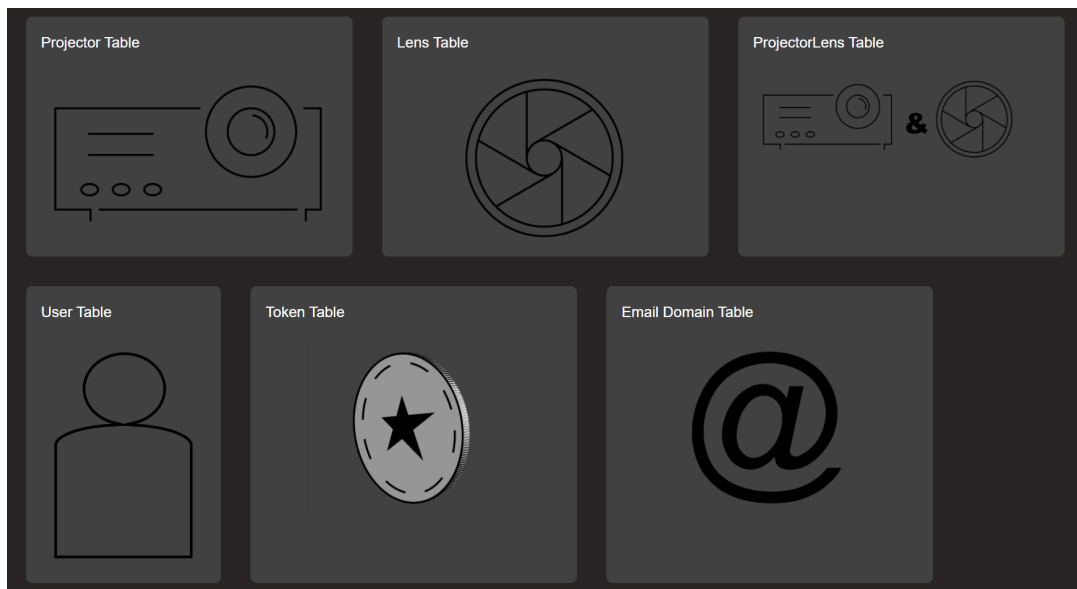 Projector Table
Lens Table
ProjectorLens Table
&
User Table
Token Table
Email Domain Table
@